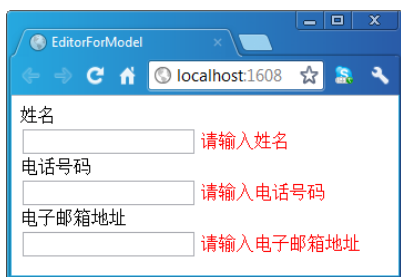 EditorForModel
localhost:1608
姓名
请输入姓名
电话号码
请输入电话号码
电子邮箱地址
请输入电子邮箱地址